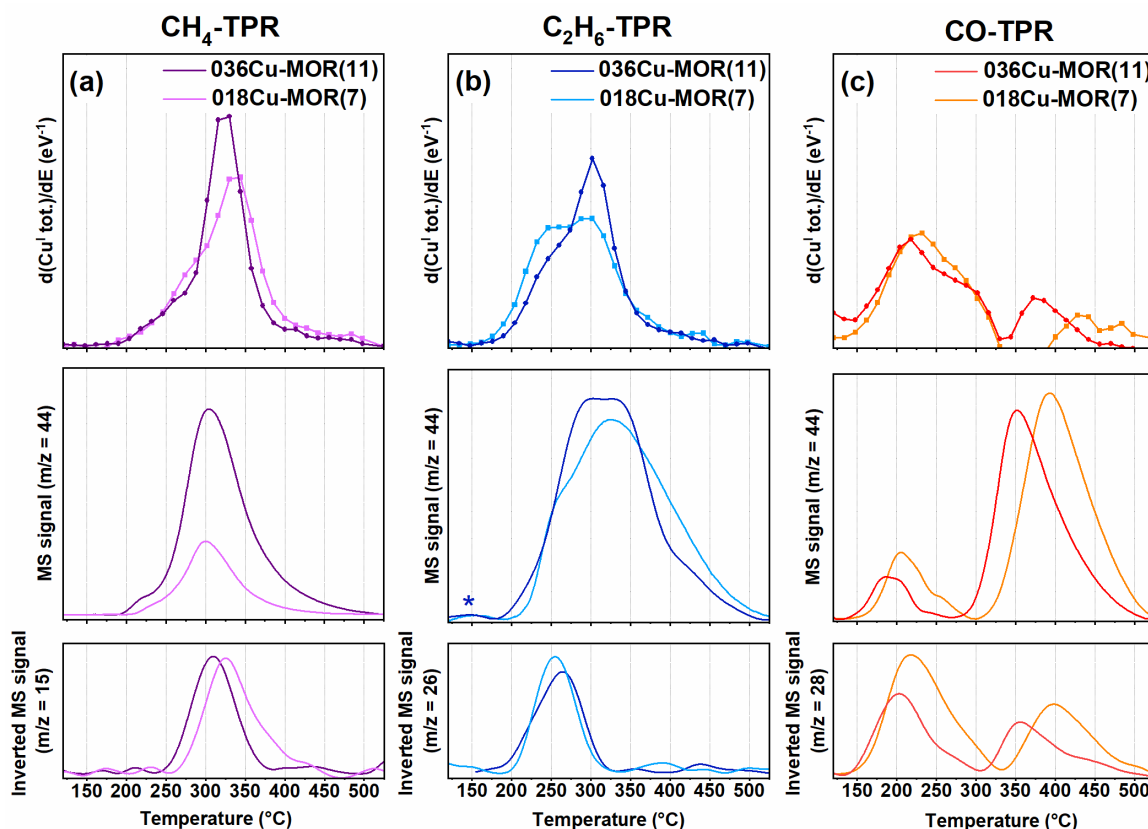 CH₄-TPR
C₂H₆-TPR
CO-TPR
(a)
036Cu-MOR(11)
018Cu-MOR(7)
d(Cuᴵ tot.)/dE (eV⁻¹)
MS signal (m/z = 44)
Inverted MS signal
(m/z = 15)
150 200 250 300 350 400 450 500
Temperature (°C)
(b)
036Cu-MOR(11)
018Cu-MOR(7)
d(Cuᴵ tot.)/dE (eV⁻¹)
MS signal (m/z = 44)
*
Inverted MS signal
(m/z = 26)
150 200 250 300 350 400 450 500
Temperature (°C)
(c)
036Cu-MOR(11)
018Cu-MOR(7)
d(Cuᴵ tot.)/dE (eV⁻¹)
MS signal (m/z = 44)
Inverted MS signal
(m/z = 28)
150 200 250 300 350 400 450 500
Temperature (°C)